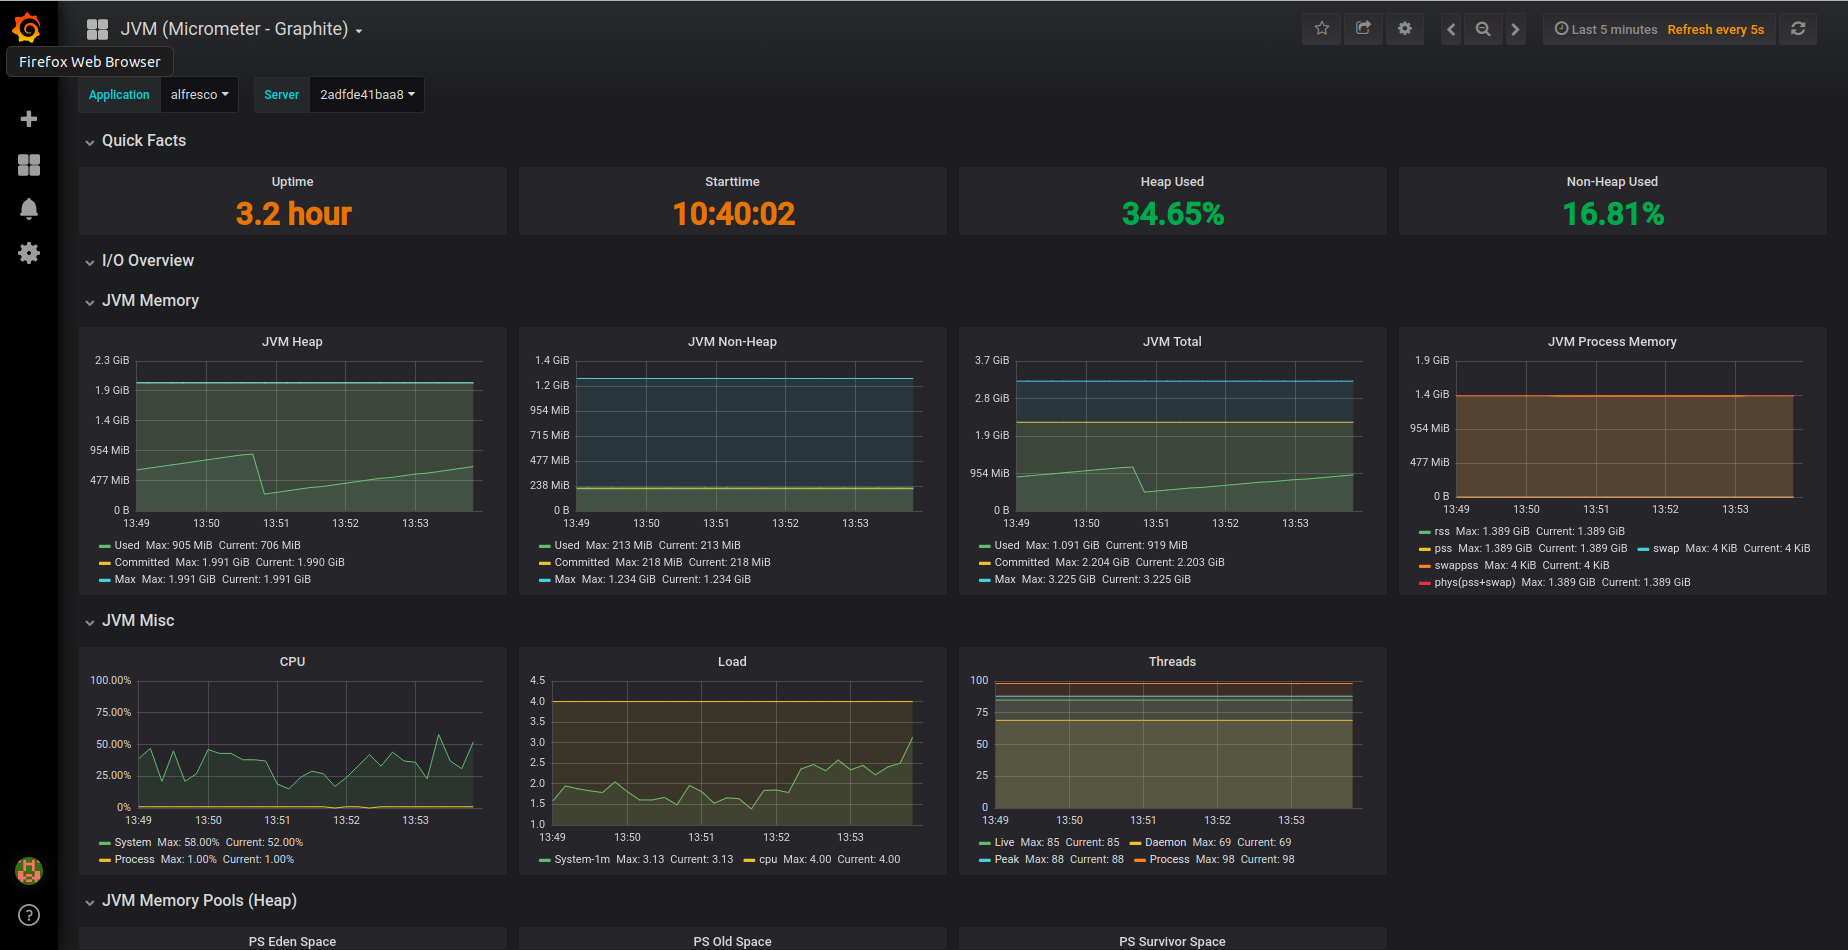 JVM (Micrometer - Graphite)
Last 5 minutes Refresh every 5s
Firefox Web Browser
Application alfresco Server 2adfde41baa8
Quick Facts
Uptime
3.2 hour
Starttime
10:40:02
Heap Used
34.65%
Non-Heap Used
16.81%
I/O Overview
JVM Memory
JVM Heap
2.3 GiB
1.9 GiB
1.4 GiB
954 MiB
477 MiB
0 B
13:49 13:50 13:51 13:52 13:53
Used Max: 905 MiB Current: 706 MiB
Committed Max: 1.991 GiB Current: 1.990 GiB
Max Max: 1.991 GiB Current: 1.991 GiB
JVM Non-Heap
1.4 GiB
1.2 GiB
954 MiB
715 MiB
477 MiB
238 MiB
0 B
13:49 13:50 13:51 13:52 13:53
Used Max: 213 MiB Current: 213 MiB
Committed Max: 218 MiB Current: 218 MiB
Max Max: 1.234 GiB Current: 1.234 GiB
JVM Total
3.7 GiB
2.8 GiB
1.9 GiB
954 MiB
0 B
13:49 13:50 13:51 13:52 13:53
Used Max: 1.091 GiB Current: 919 MiB
Committed Max: 2.204 GiB Current: 2.203 GiB
Max Max: 3.225 GiB Current: 3.225 GiB
JVM Process Memory
1.9 GiB
1.4 GiB
954 MiB
477 MiB
0 B
13:49 13:50 13:51 13:52 13:53
rss Max: 1.389 GiB Current: 1.389 GiB
pss Max: 1.389 GiB Current: 1.389 GiB swap Max: 4 KiB Current: 4 KiB
swappss Max: 4 KiB Current: 4 KiB
phys(pss+swap) Max: 1.389 GiB Current: 1.389 GiB
JVM Misc
CPU
100.00%
75.00%
50.00%
25.00%
0%
13:49 13:50 13:51 13:52 13:53
System Max: 58.00% Current: 52.00%
Process Max: 1.00% Current: 1.00%
Load
4.5
4.0
3.5
3.0
2.5
2.0
1.5
1.0
13:49 13:50 13:51 13:52 13:53
System-1m Max: 3.13 Current: 3.13 cpu Max: 4.00 Current: 4.00
Threads
100
75
50
25
0
13:49 13:50 13:51 13:52 13:53
Live Max: 85 Current: 85 Daemon Max: 69 Current: 69
Peak Max: 88 Current: 88 Process Max: 98 Current: 98
JVM Memory Pools (Heap)
PS Eden Space
PS Old Space
PS Survivor Space